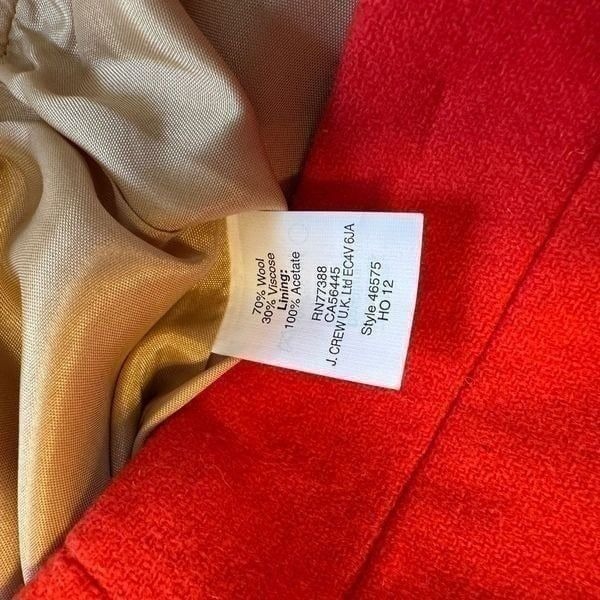 70% Wool
30% Viscose
Lining:
100% Acetate
RN77388
CA56445
J. CREW U.K. Ltd EC4V 6JA
Style 46575
HO 12